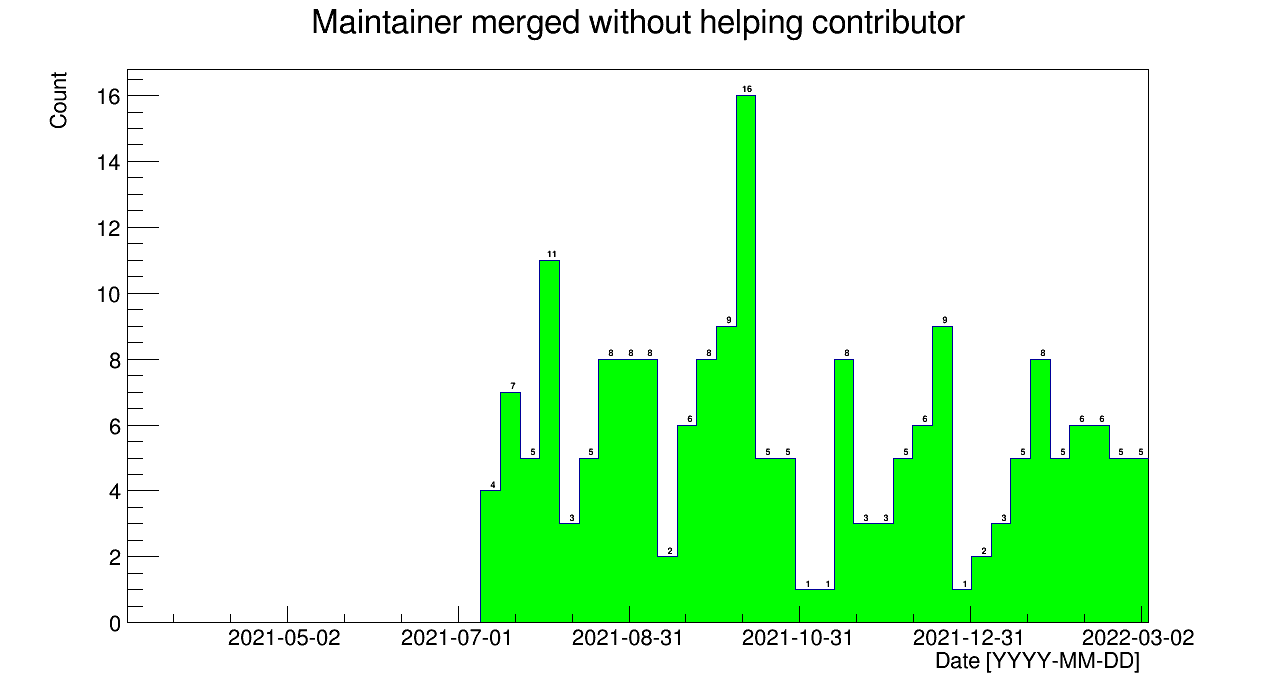 Maintainer merged without helping contributor
Count
16
14
12
10
8
6
4
2
0
4 7 5 11 3 5 8 8 8 2 6 8 9 16 5 5 1 1 8 3 3 5 6 9 1 2 3 5 8 5 6 6 5 5
2021-05-02 2021-07-01 2021-08-31 2021-10-31 2021-12-31 2022-03-02
Date [YYYY-MM-DD]